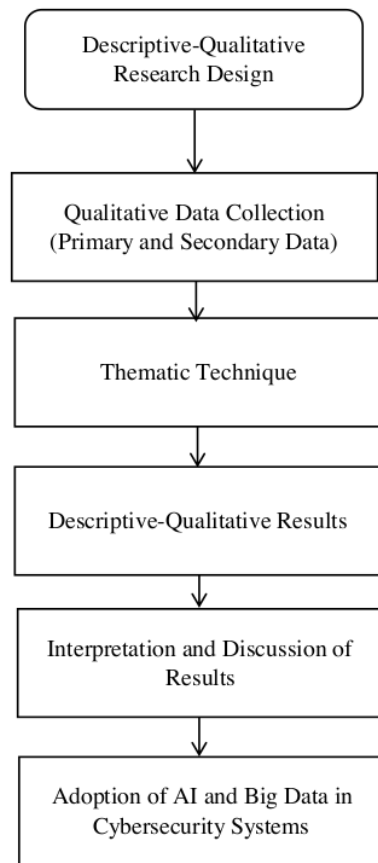 Descriptive-Qualitative
Research Design
Qualitative Data Collection
(Primary and Secondary Data)
Thematic Technique
Descriptive-Qualitative Results
Interpretation and Discussion of
Results
Adoption of AI and Big Data in
Cybersecurity Systems